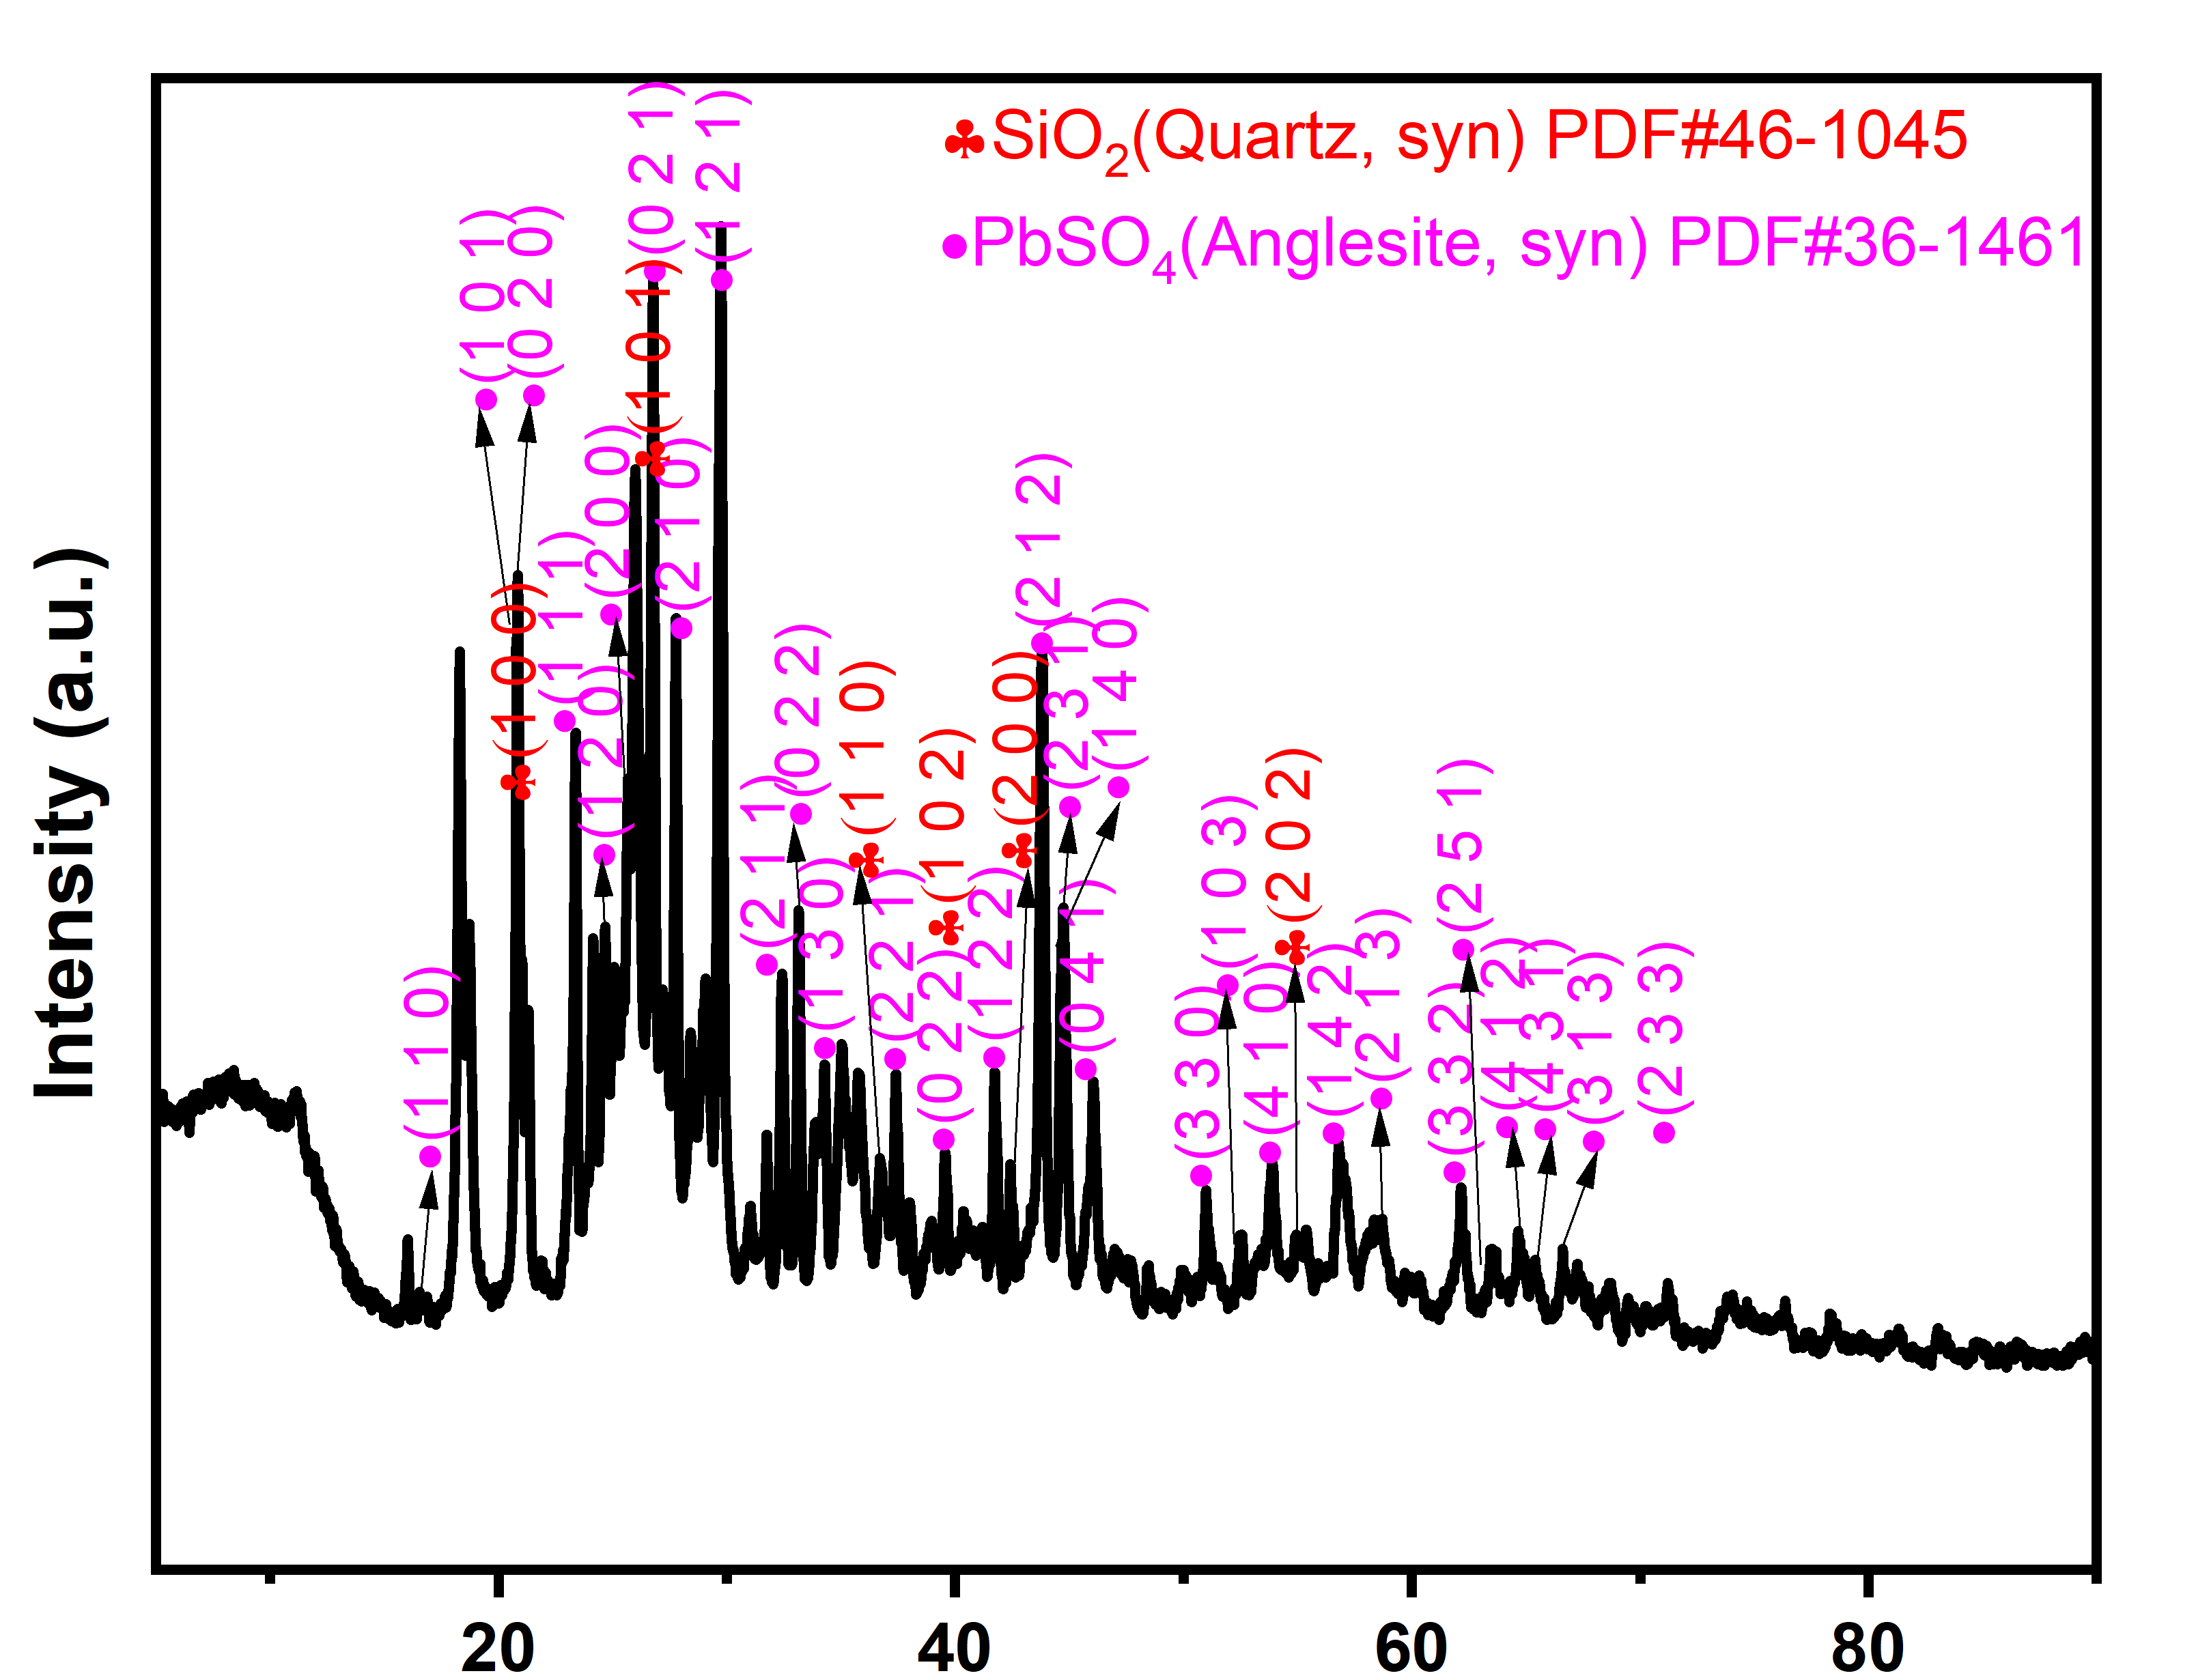 ♣SiO₂(Quartz, syn) PDF#46-1045
●PbSO₄(Anglesite, syn) PDF#36-1461
Intensity (a.u.)
(1 1 0)
(1 0 1)
(0 2 0)
(1 0 0)
(1 1 1)
(1 2 0)
(2 0 0)
(0 2 1)
(1 0 1)
(2 1 0)
(1 2 1)
(2 1 1)
(0 2 2)
(1 3 0)
(1 1 0)
(2 2 1)
(1 0 2)
(0 2 2)
(1 2 2)
(2 0 0)
(2 1 2)
(2 3 1)
(1 4 0)
(0 4 1)
(3 3 0)
(1 0 3)
(4 1 0)
(2 0 2)
(1 4 2)
(2 1 3)
(3 3 2)
(2 5 1)
(4 1 2)
(4 3 1)
(3 1 3)
(2 3 3)
20 40 60 80